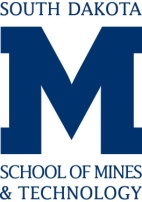 SOUTH DAKOTA
M
SCHOOL OF MINES
& TECHNOLOGY